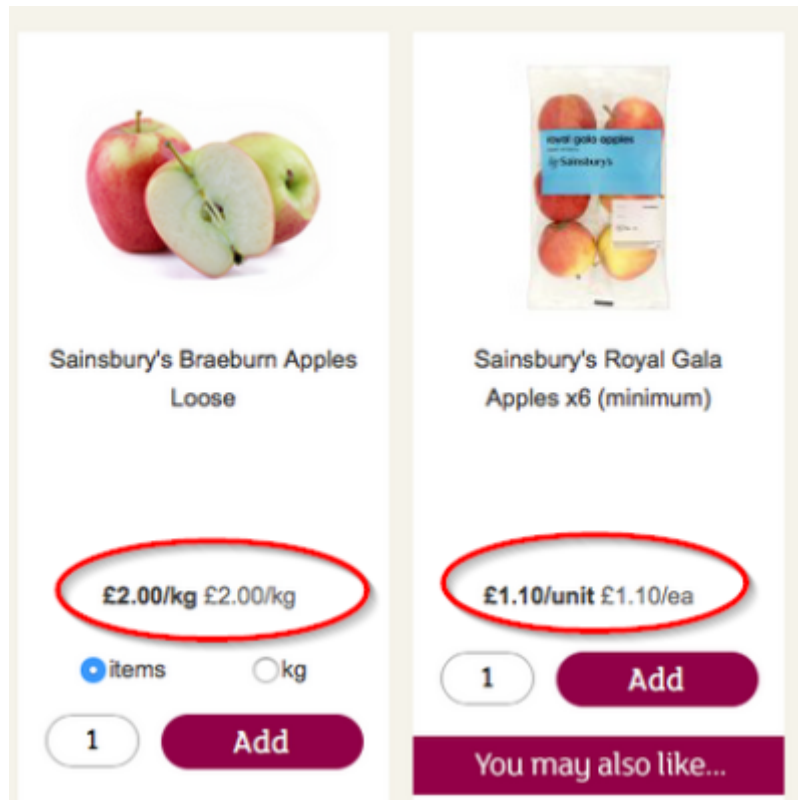 Sainsbury's Braeburn Apples
Loose
£2.00/kg £2.00/kg
items kg
1 Add
royal gala apples
by Sainsbury's
Sainsbury's Royal Gala
Apples x6 (minimum)
£1.10/unit £1.10/ea
1 Add
You may also like...